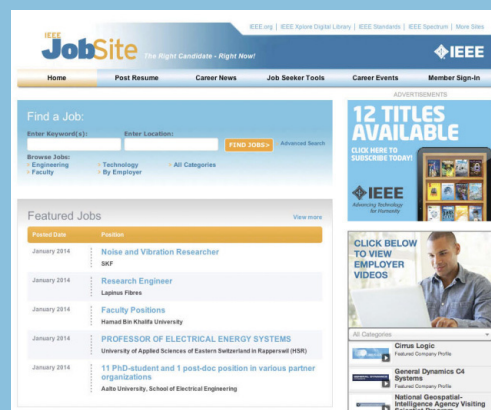 IEEE.org | IEEE Xplore Digital Library | IEEE Standards | IEEE Spectrum | More Sites
IEEE
JobSite The Right Candidate - Right Now!
IEEE
Home Post Resume Career News Job Seeker Tools Career Events Member Sign-In
ADVERTISEMENTS
Find a Job:
Enter Keyword(s): Enter Location:
FIND JOBS> Advanced Search
Browse Jobs:
Engineering Technology All Categories
Faculty By Employer
12 TITLES
AVAILABLE
CLICK HERE TO
SUBSCRIBE TODAY!
IEEE
Advancing Technology
for Humanity
Featured Jobs View more
Posted Date Position
January 2014 Noise and Vibration Researcher
SKF
January 2014 Research Engineer
Lapinus Fibres
January 2014 Faculty Positions
Hamad Bin Khalifa University
January 2014 PROFESSOR OF ELECTRICAL ENERGY SYSTEMS
University of Applied Sciences of Eastern Switzerland in Rapperswil (HSR)
January 2014 11 PhD-student and 1 post-doc position in various partner
organizations
Aalto University, School of Electrical Engineering
CLICK BELOW
TO VIEW
EMPLOYER
VIDEOS
All Categories
Cirrus Logic
Featured Company Profile
General Dynamics C4
Systems
Featured Company Profile
National Geospatial-
Intelligence Agency Visiting